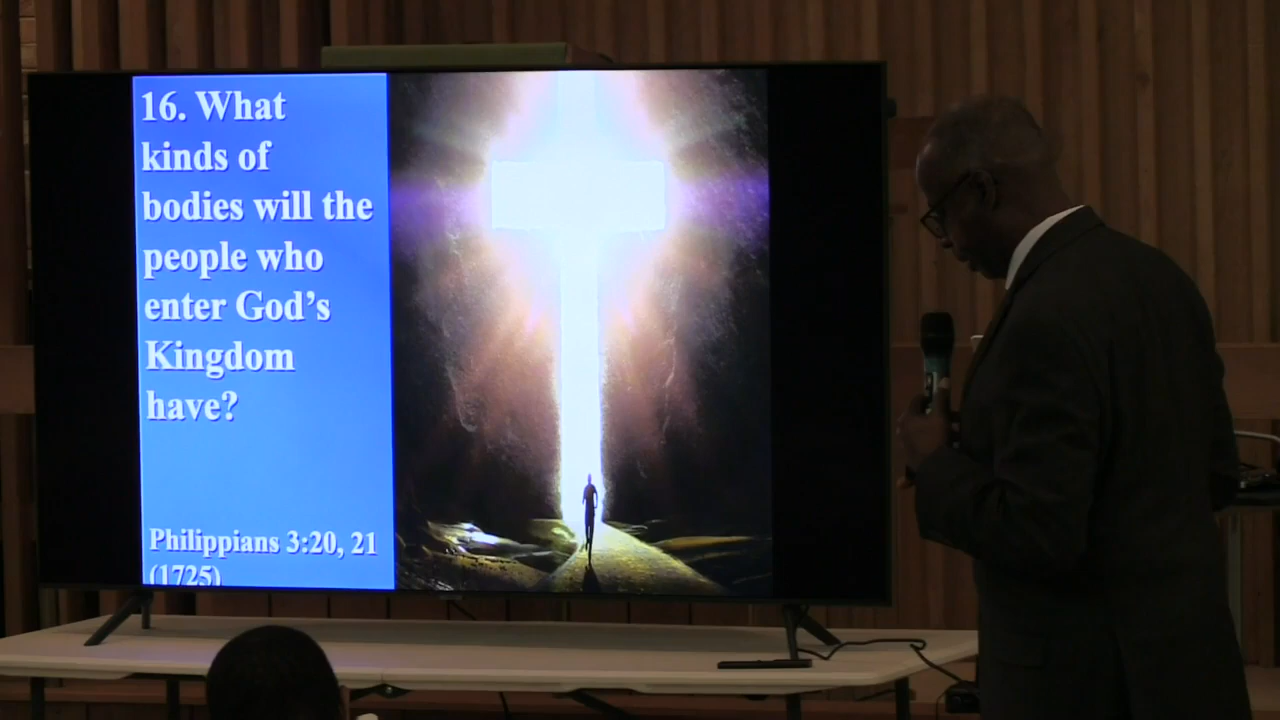 16. What
kinds of
bodies will the
people who
enter God's
Kingdom
have?
Philippians 3:20, 21
(1725)